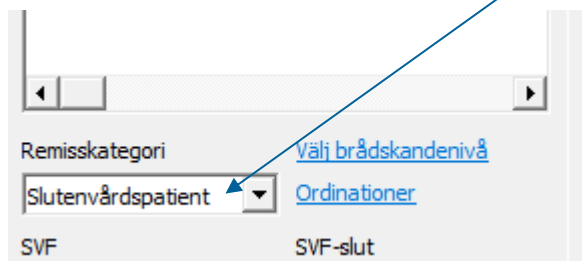 Remisskategori Välj brådskandenivå
Slutenvårdspatient Ordinationer
SVF SVF-slut